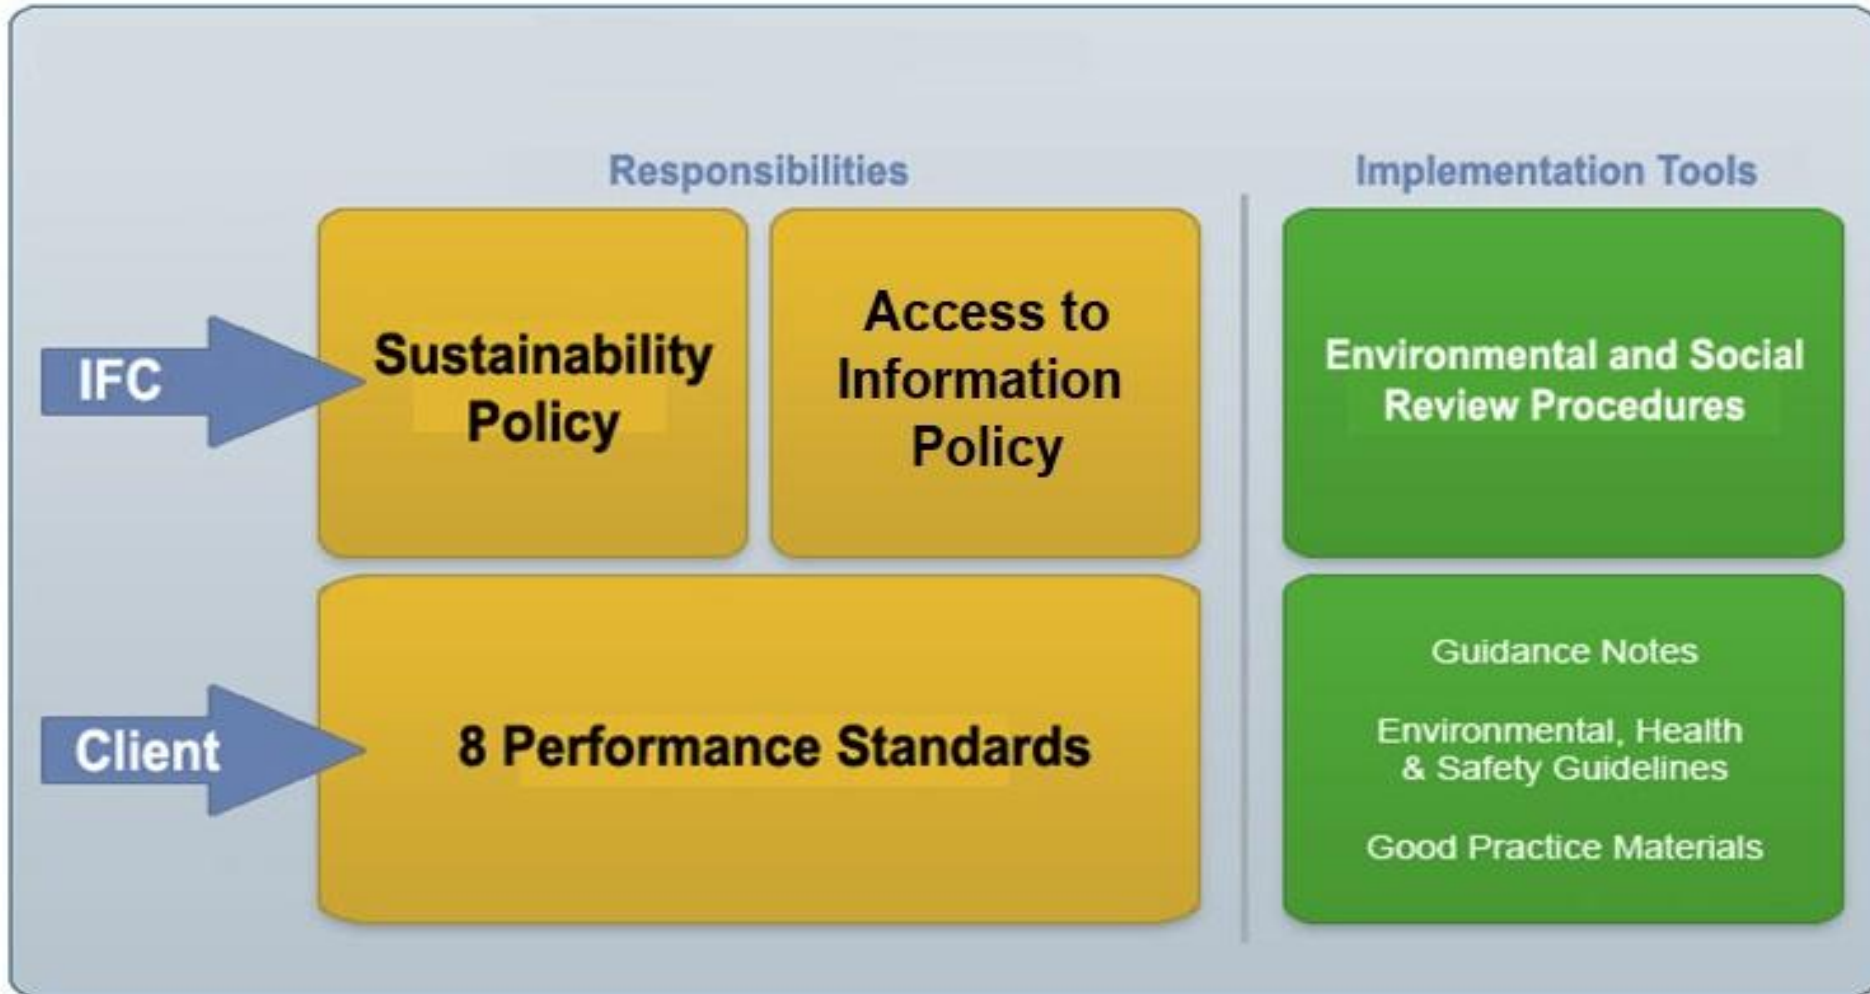 Responsibilities
Implementation Tools
IFC
Sustainability
Policy
Access to
Information
Policy
Environmental and Social
Review Procedures
Client
8 Performance Standards
Guidance Notes
Environmental, Health
& Safety Guidelines
Good Practice Materials